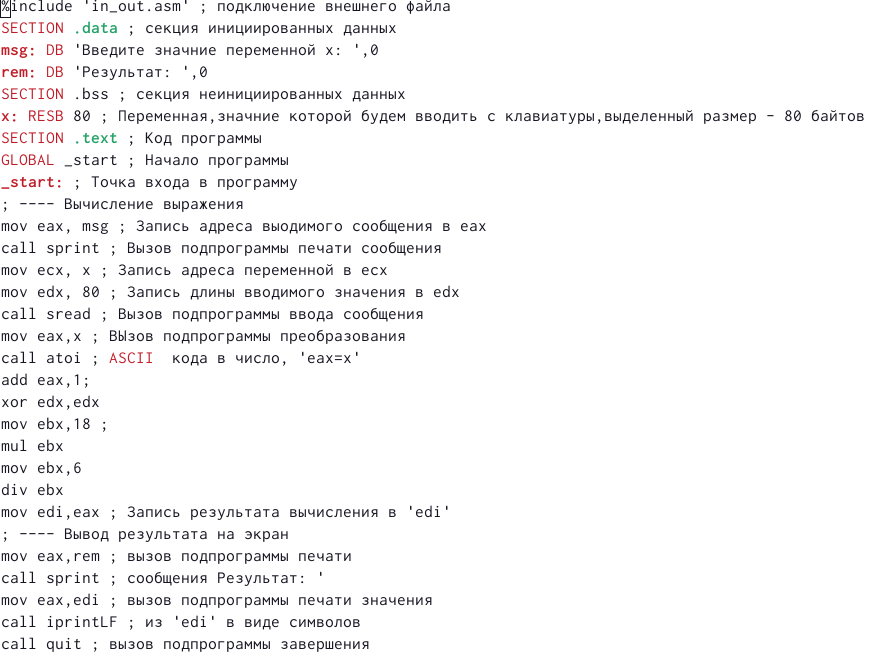 %include 'in_out.asm' ; подключение внешнего файла
SECTION .data ; секция инициированных данных
msg: DB 'Введите значние переменной х: ',0
rem: DB 'Результат: ',0
SECTION .bss ; секция неинициированных данных
x: RESB 80 ; Переменная,значние которой будем вводить с клавиатуры,выделенный размер - 80 байтов
SECTION .text ; Код программы
GLOBAL _start ; Начало программы
_start: ; Точка входа в программу
; ---- Вычисление выражения
mov eax, msg ; Запись адреса выодимого сообщения в eax
call sprint ; Вызов подпрограммы печати сообщения
mov ecx, x ; Запись адреса переменной в ecx
mov edx, 80 ; Запись длины вводимого значения в edx
call sread ; Вызов подпрограммы ввода сообщения
mov eax,x ; ВЫзов подпрограммы преобразования
call atoi ; ASCII  кода в число, 'eax=x'
add eax,1;
xor edx,edx
mov ebx,18 ;
mul ebx
mov ebx,6
div ebx
mov edi,eax ; Запись результата вычисления в 'edi'
; ---- Вывод результата на экран
mov eax,rem ; вызов подпрограммы печати
call sprint ; сообщения Результат: '
mov eax,edi ; вызов подпрограммы печати значения
call iprintLF ; из 'edi' в виде символов
call quit ; вызов подпрограммы завершения